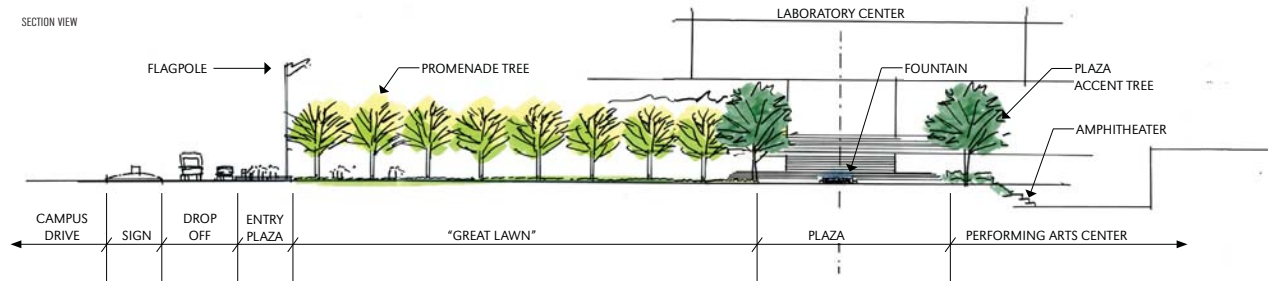 SECTION VIEW
LABORATORY CENTER
FLAGPOLE
PROMENADE TREE
FOUNTAIN
PLAZA
ACCENT TREE
AMPHITHEATER
CAMPUS
DRIVE
SIGN
DROP
OFF
ENTRY
PLAZA
"GREAT LAWN"
PLAZA
PERFORMING ARTS CENTER